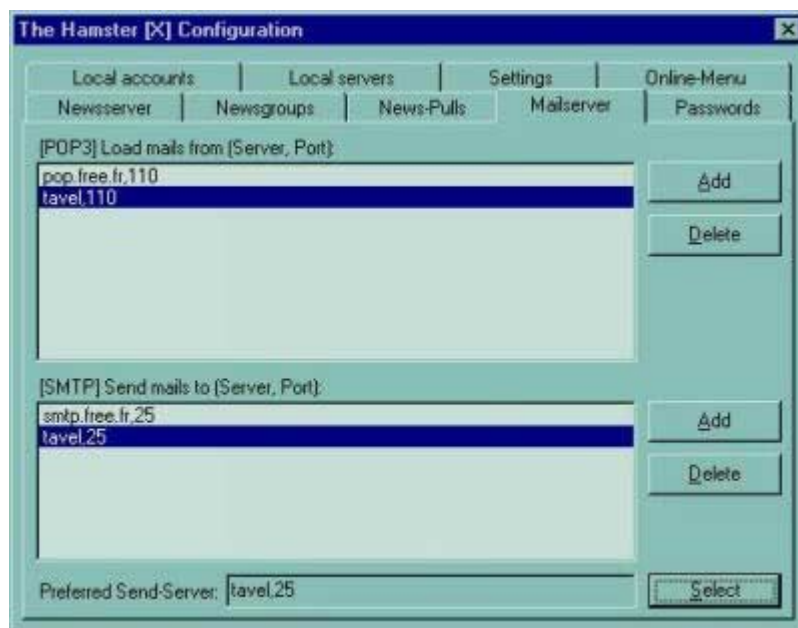 The Hamster [X] Configuration
Local accounts Local servers Settings Online-Menu
Newsserver Newsgroups News-Pulls Mailserver Passwords
[POP3] Load mails from (Server, Port):
pop.free.fr,110
tavel,110
Add
Delete
[SMTP] Send mails to (Server, Port):
smtp.free.fr,25
tavel,25
Add
Delete
Preferred Send-Server: tavel,25 Select